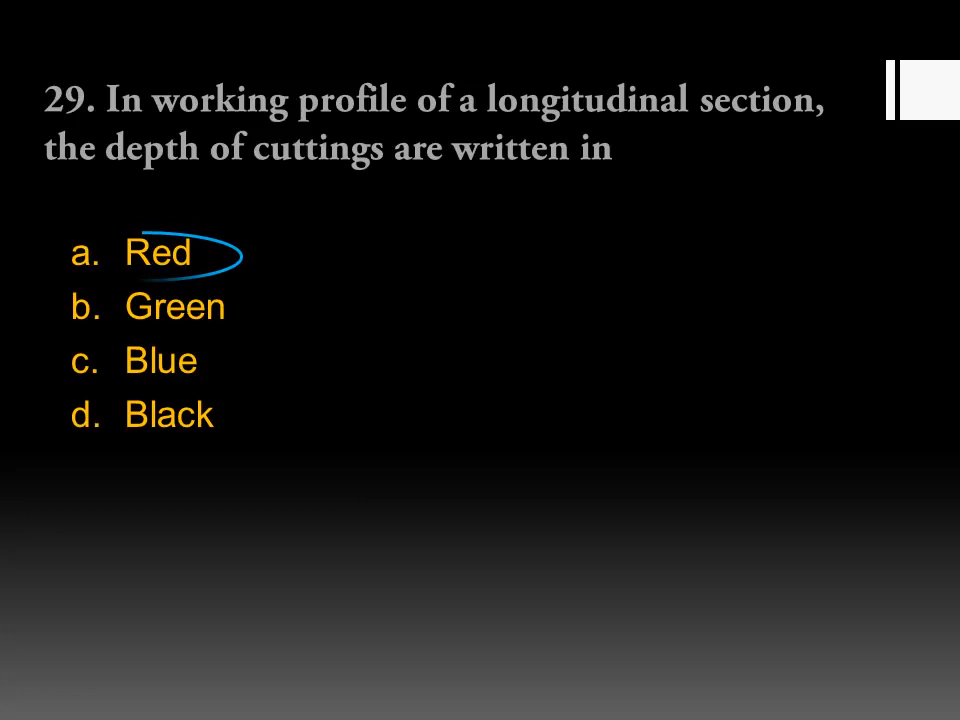 29. In working profile of a longitudinal section,
the depth of cuttings are written in
a. Red
b. Green
c. Blue
d. Black